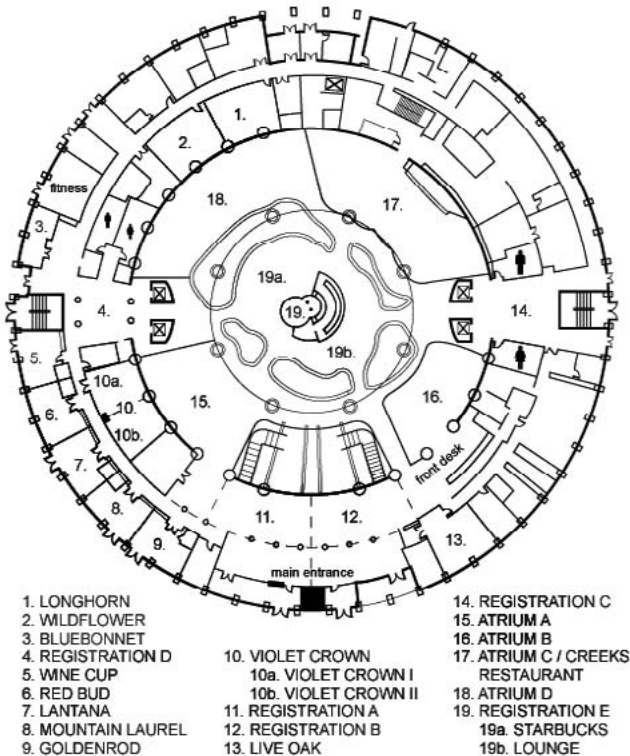 1.
2.
fitness
18.
17.
3.
19a.
4.
19.
14.
19b.
5.
10a.
15.
16.
6.
10.
10b.
7.
front desk
8.
11.
12.
9.
13.
main entrance
1. LONGHORN
2. WILDFLOWER
3. BLUEBONNET
4. REGISTRATION D
5. WINE CUP
6. RED BUD
7. LANTANA
8. MOUNTAIN LAUREL
9. GOLDENROD
10. VIOLET CROWN
10a. VIOLET CROWN I
10b. VIOLET CROWN II
11. REGISTRATION A
12. REGISTRATION B
13. LIVE OAK
14. REGISTRATION C
15. ATRIUM A
16. ATRIUM B
17. ATRIUM C / CREEKS
RESTAURANT
18. ATRIUM D
19. REGISTRATION E
19a. STARBUCKS
19b. LOUNGE